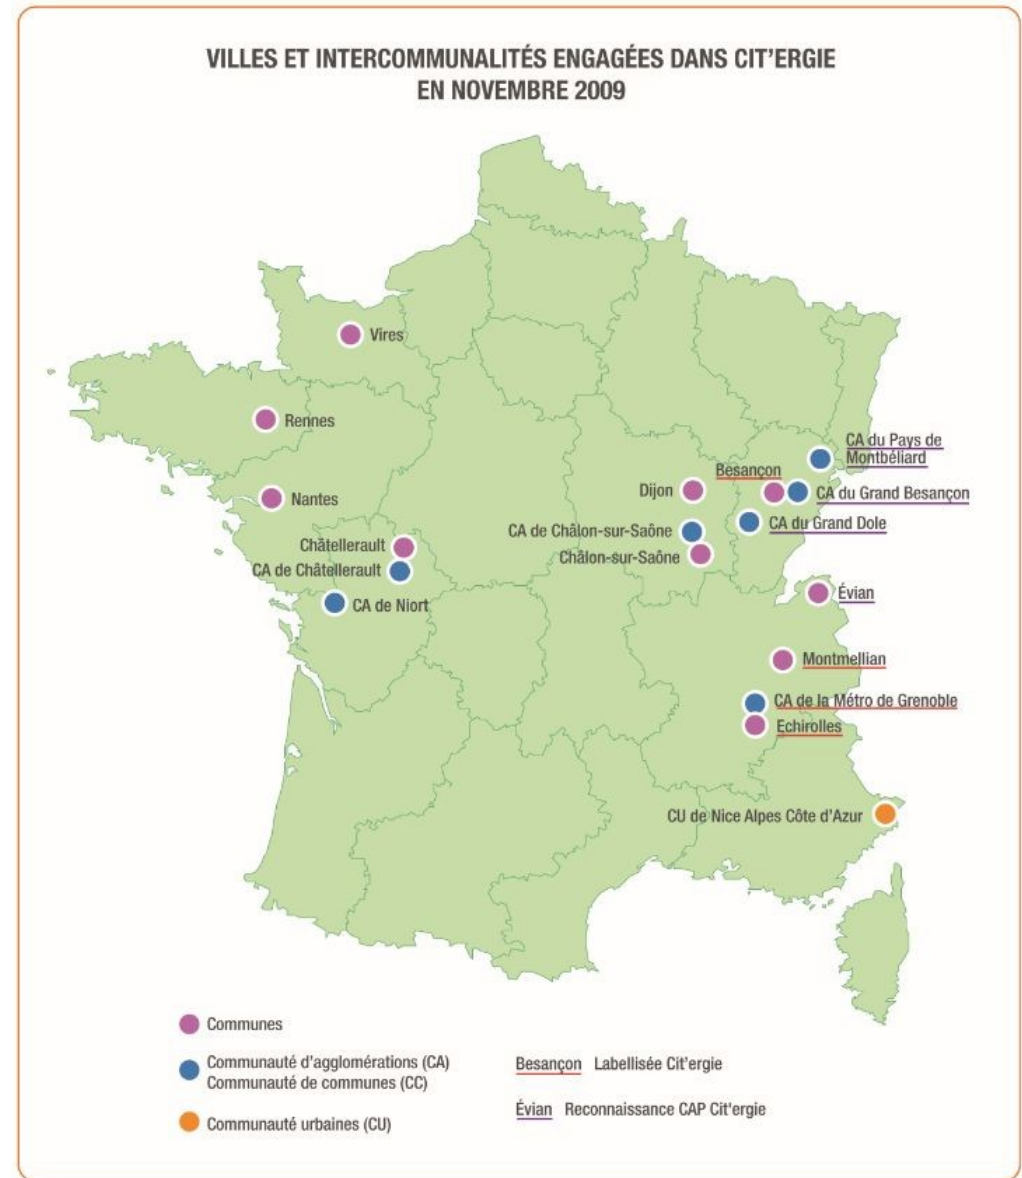 VILLES ET INTERCOMMUNALITÉS ENGAGÉES DANS CIT'ERGIE
EN NOVEMBRE 2009
Vires
Rennes
Nantes
Châtellerault
CA de Châtellerault
CA de Niort
Dijon
CA de Châlon-sur-Saône
Châlon-sur-Saône
CA du Pays de
Montbéliard
Besançon
CA du Grand Besançon
CA du Grand Dole
Évian
Montmellian
CA de la Métro de Grenoble
Echirolles
CU de Nice Alpes Côte d'Azur
Communes
Communauté d'agglomérations (CA)
Communauté de communes (CC)
Communauté urbaines (CU)
Besançon Labellisée Cit'ergie
Évian Reconnaissance CAP Cit'ergie